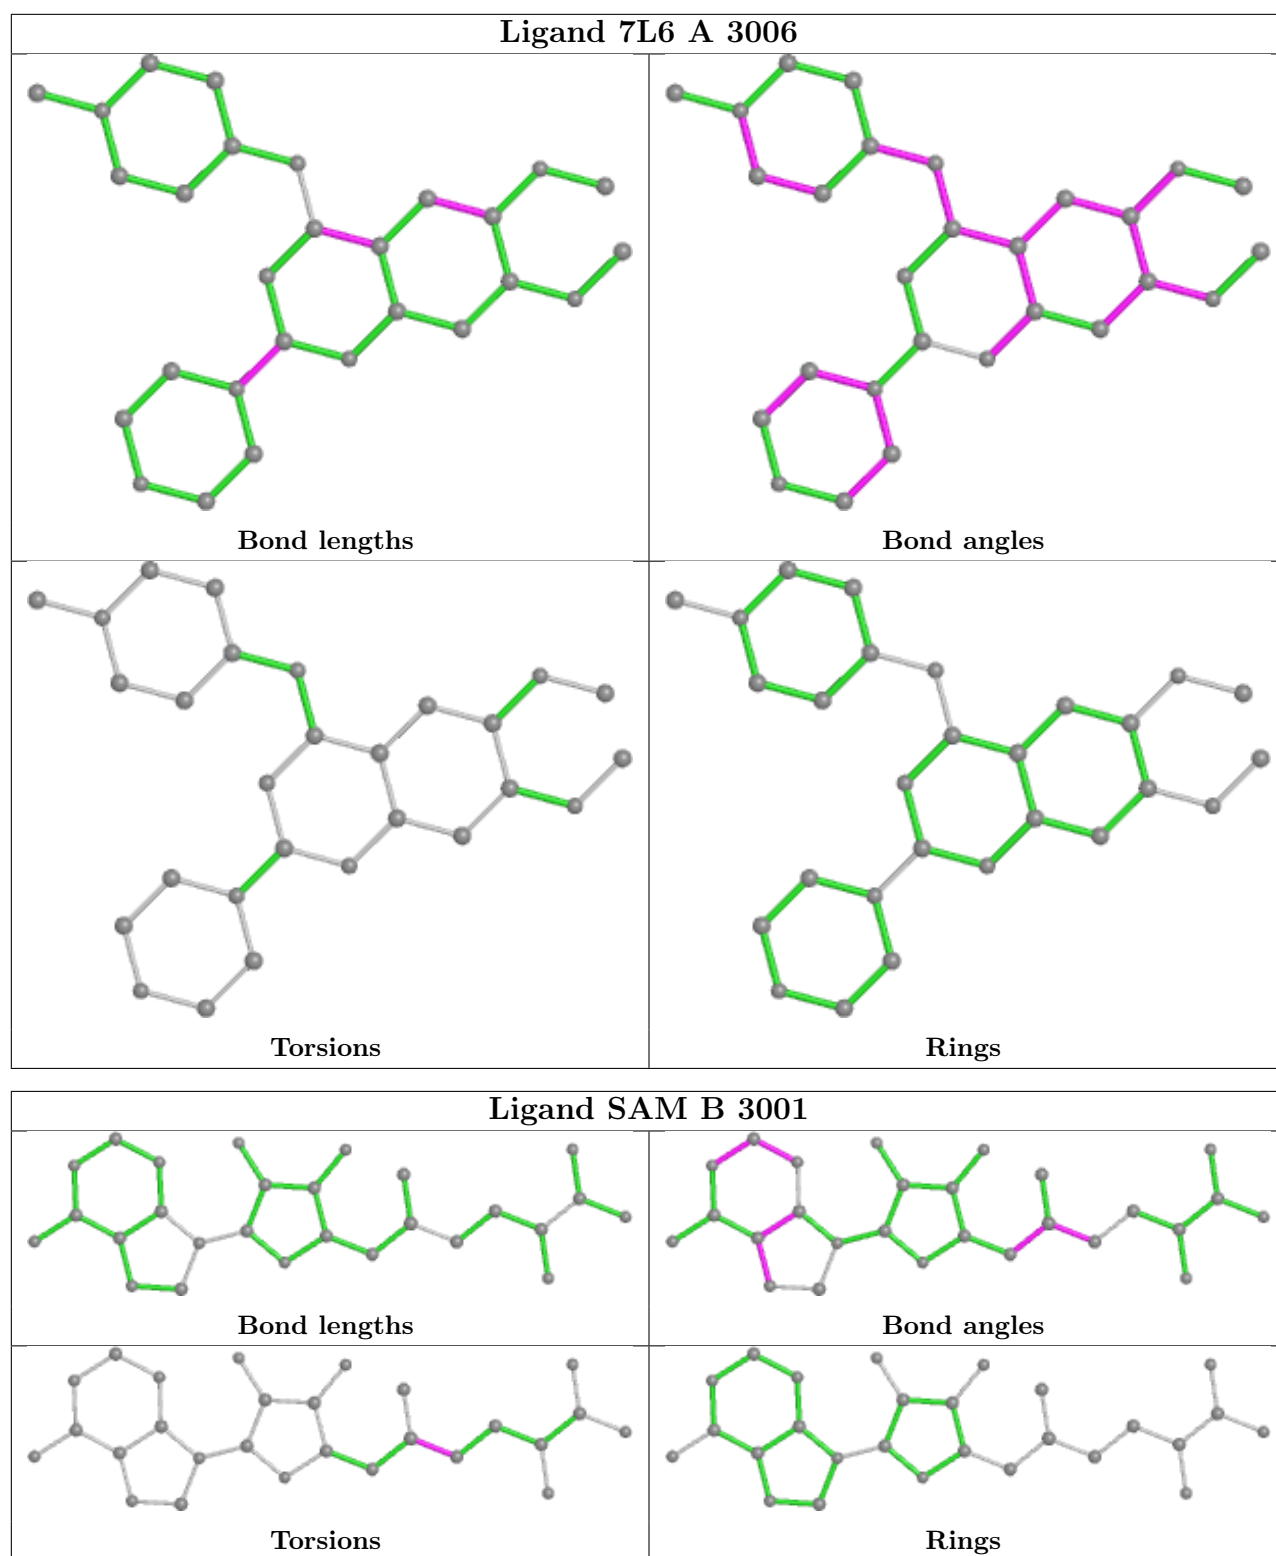 Ligand 7L6 A 3006
Bond lengths
Bond angles
Torsions
Rings
Ligand SAM B 3001
Bond lengths
Bond angles
Torsions
Rings